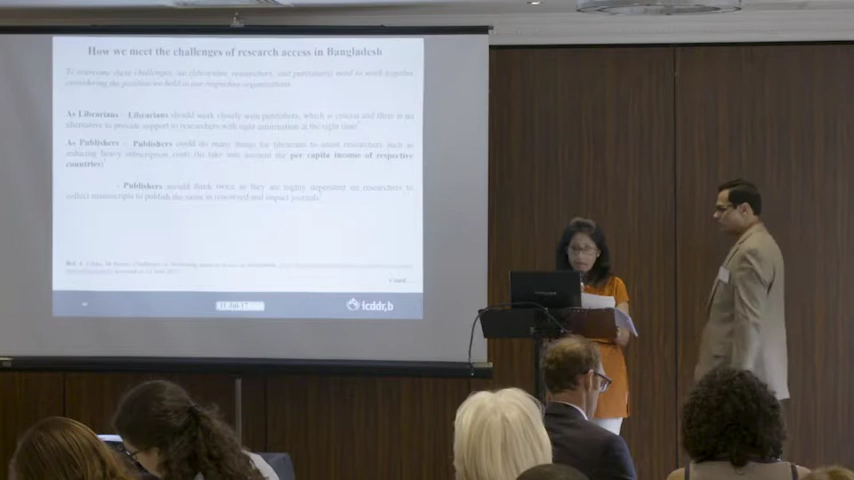 How we meet the challenges of research access in Bangladesh
To overcome these challenges, we (librarians, researchers, and publishers) need to work together
considering the position we hold in our respective organizations.
As Librarians - Librarians should work closely with publishers, which is crucial and there is no
alternative to provide support to researchers with right information at the right time
As Publishers - Publishers could do many things for librarians to assist researchers such as
reducing heavy subscription costs (to take into account the per capita income of respective
countries)
- Publishers should think twice as they are highly dependent on researchers to
collect manuscripts to publish the same in renowned and impact journals
Contd...
icddr,b